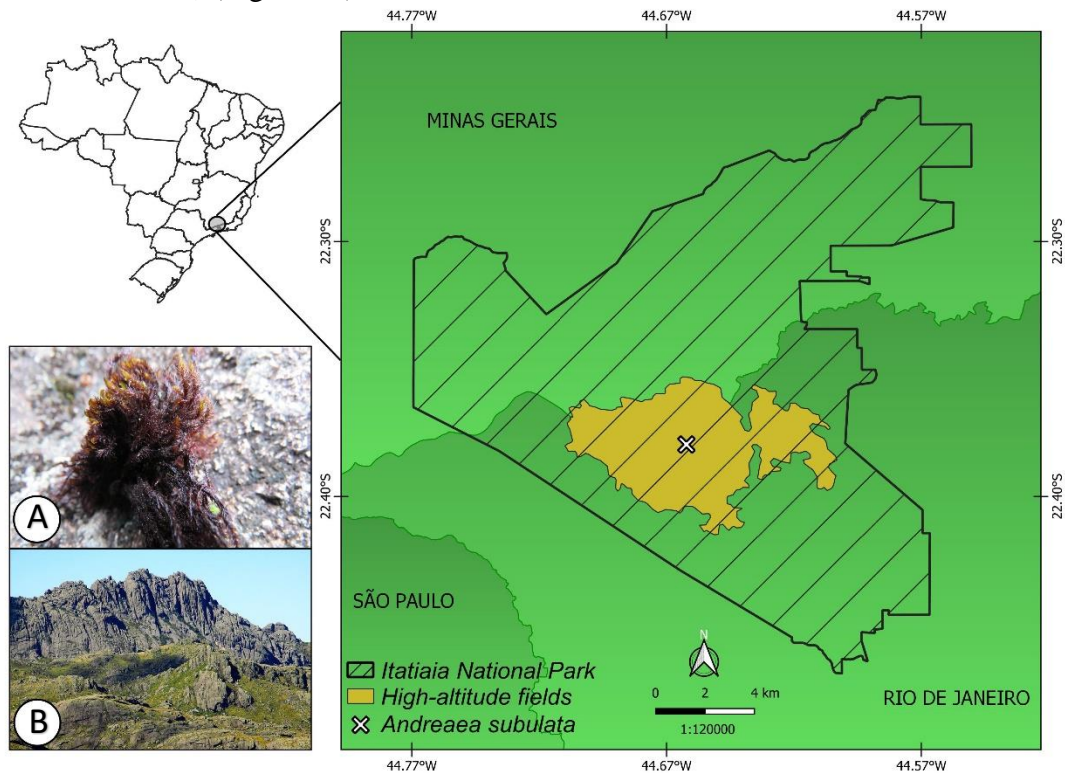 44.77°W 44.67°W 44.57°W
MINAS GERAIS
22.30°S 22.30°S
A
22.40°S 22.40°S
B
SÃO PAULO
N
Itatiaia National Park
High-altitude fields
Andreaea subulata
0 2 4 km
1:120000
RIO DE JANEIRO
44.77°W 44.67°W 44.57°W